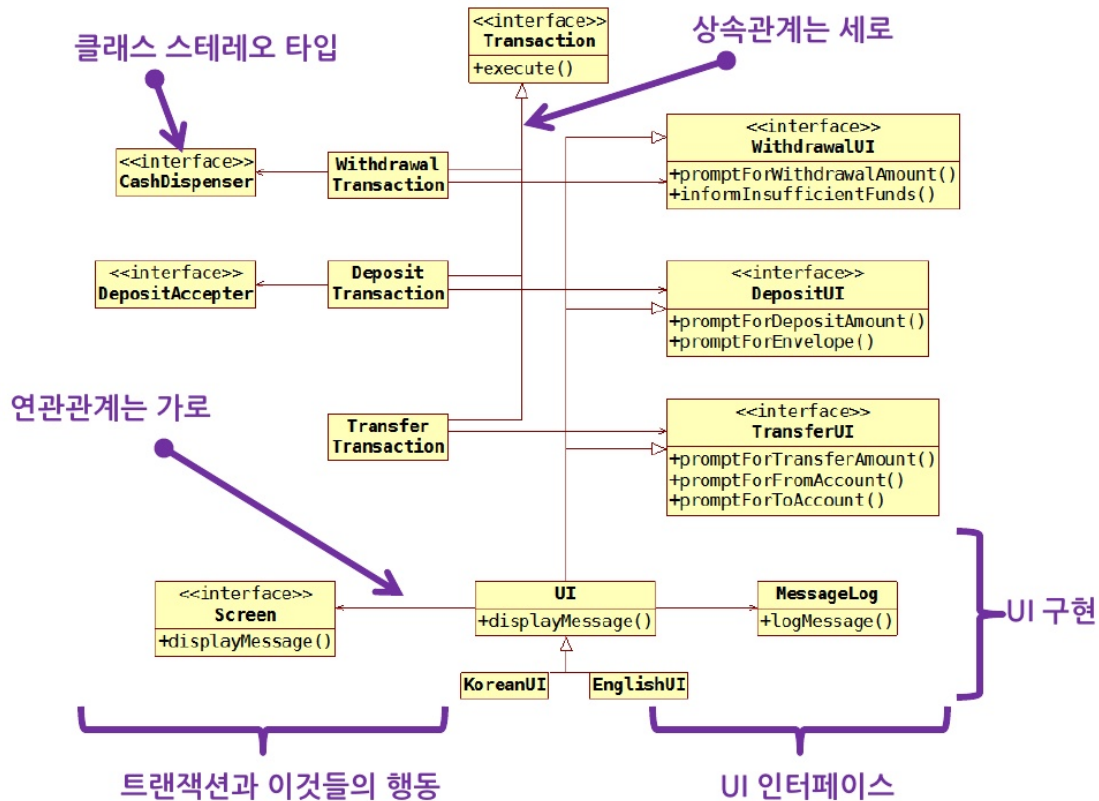 <<interface>>
Transaction
+execute()
클래스 스테레오 타입
상속관계는 세로
<<interface>>
CashDispenser
Withdrawal
Transaction
<<interface>>
WithdrawalUI
+promptForWithdrawalAmount()
+informInsufficientFunds()
<<interface>>
DepositAccepter
Deposit
Transaction
<<interface>>
DepositUI
+promptForDepositAmount()
+promptForEnvelope()
연관관계는 가로
Transfer
Transaction
<<interface>>
TransferUI
+promptForTransferAmount()
+promptForFromAccount()
+promptForToAccount()
<<interface>>
Screen
+displayMessage()
UI
+displayMessage()
MessageLog
+logMessage()
UI 구현
KoreanUI
EnglishUI
트랜잭션과 이것들의 행동
UI 인터페이스